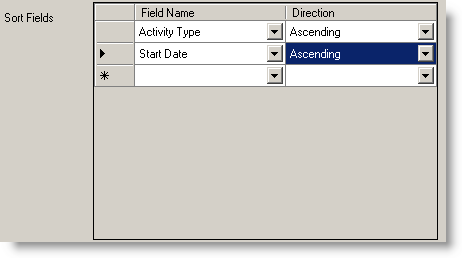 Sort Fields
Field Name Direction
Activity Type Ascending
Start Date Ascending